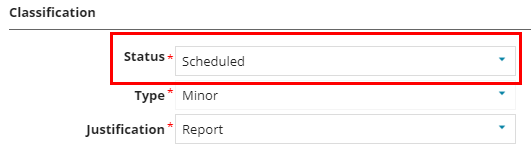 Classification
Status * Scheduled
Type * Minor
Justification * Report